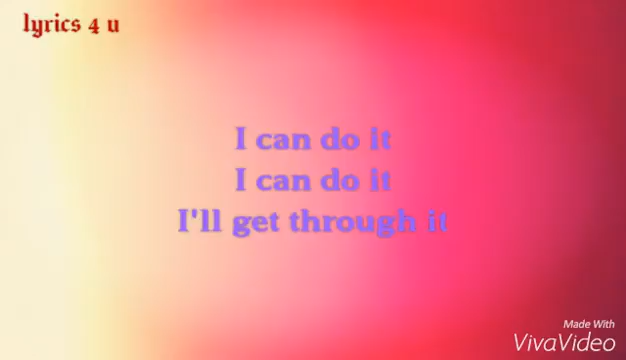 lyrics 4 u
I can do it
I can do it
I'll get through it
Made With
VivaVideo